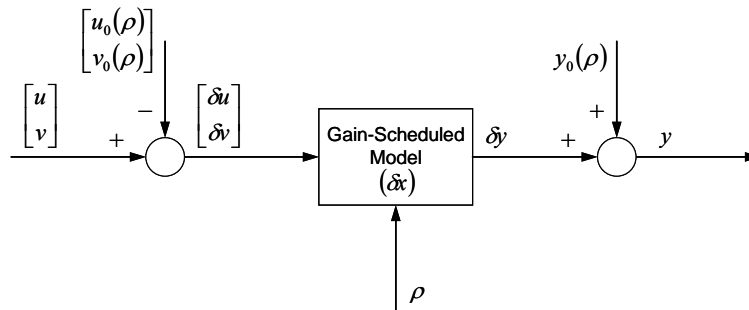 [u₀(ρ)
v₀(ρ)]
−
[u
v]
+
[δu
δv]
Gain-Scheduled
Model
(δx)
δy
y₀(ρ)
+
+
y
ρ